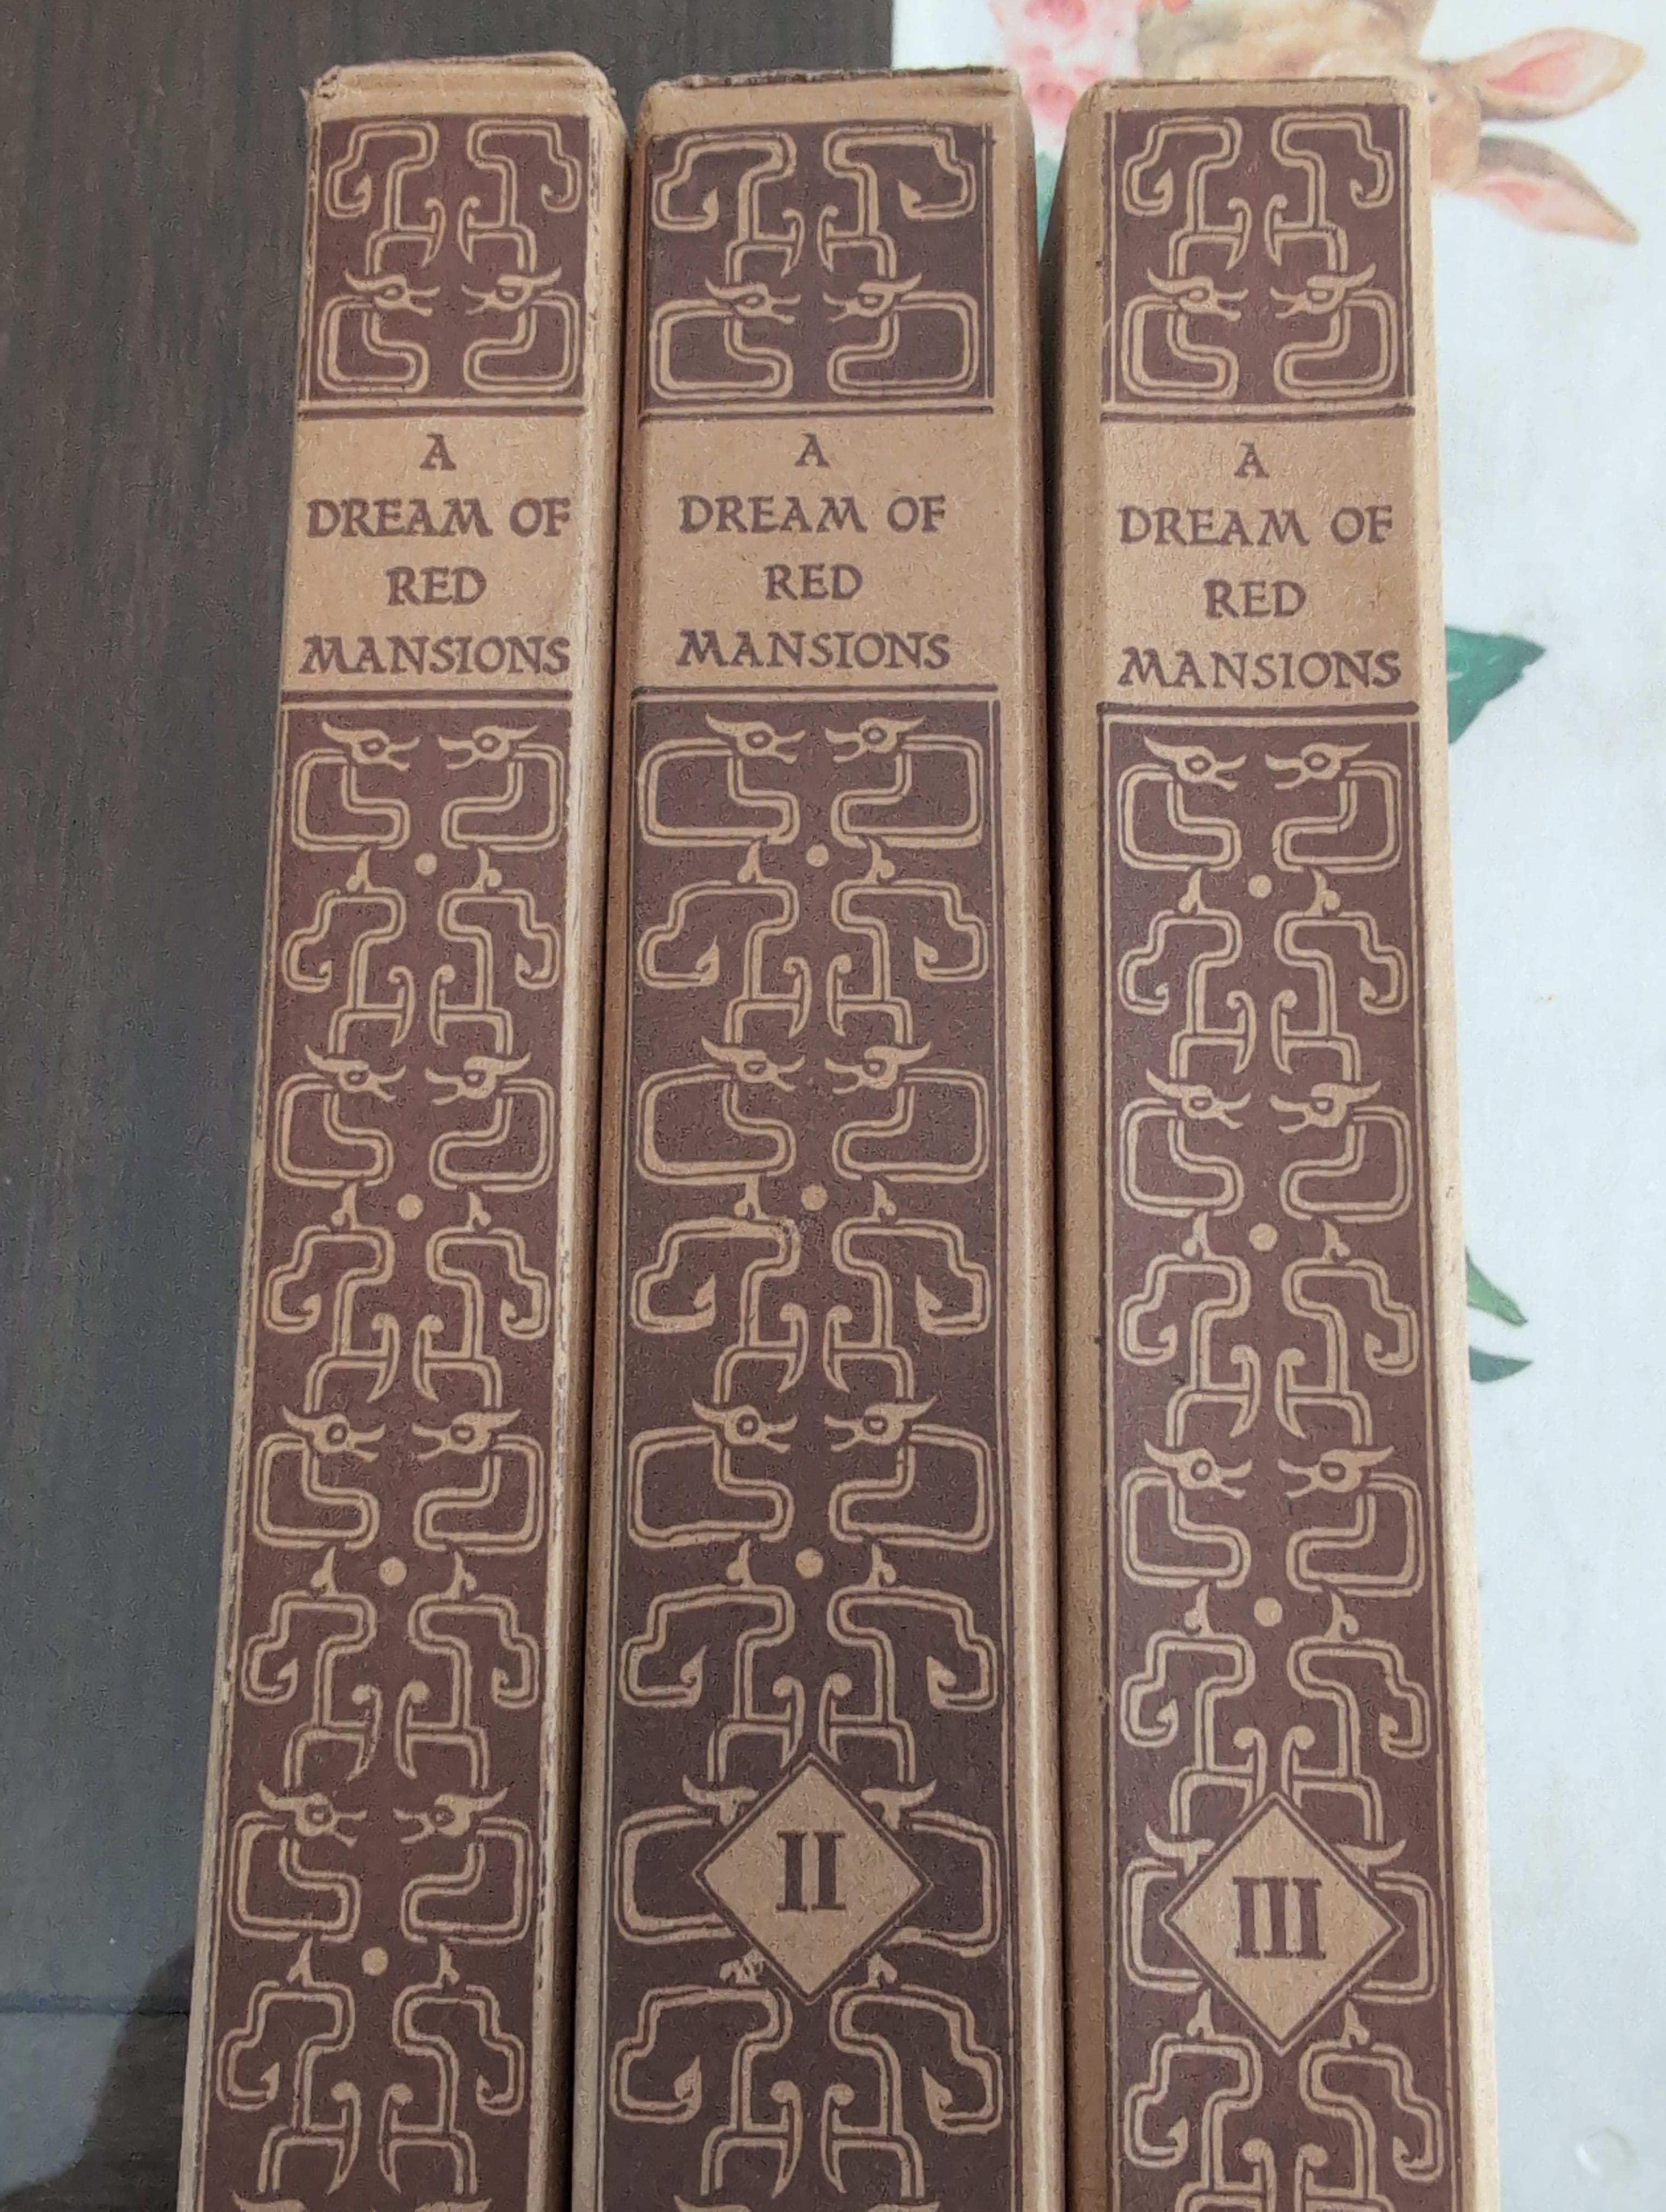 A
DREAM OF
RED
MANSIONS
A
DREAM OF
RED
MANSIONS
II
A
DREAM OF
RED
MANSIONS
III